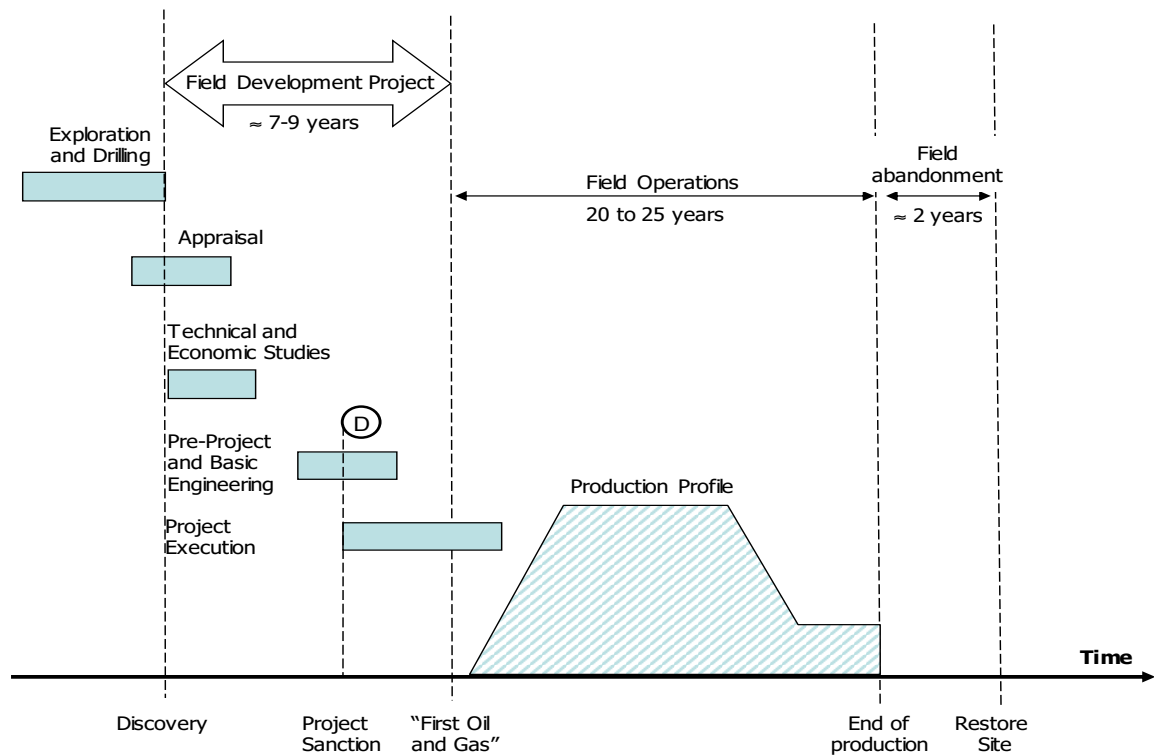 Field Development Project
≈ 7-9 years
Exploration
and Drilling
Field
abandonment
≈ 2 years
Field Operations
20 to 25 years
Appraisal
Technical and
Economic Studies
D
Pre-Project
and Basic
Engineering
Production Profile
Project
Execution
Time
Discovery
Project
Sanction
“First Oil
and Gas”
End of
production
Restore
Site